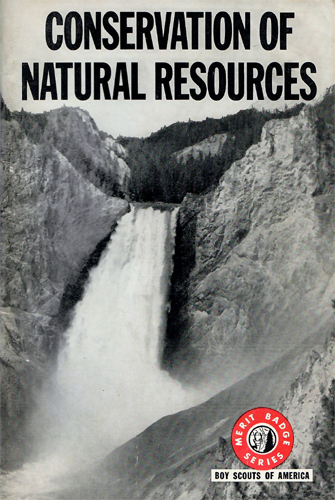 CONSERVATION OF
NATURAL RESOURCES
MERIT BADGE
SERIES
BOY SCOUTS OF AMERICA